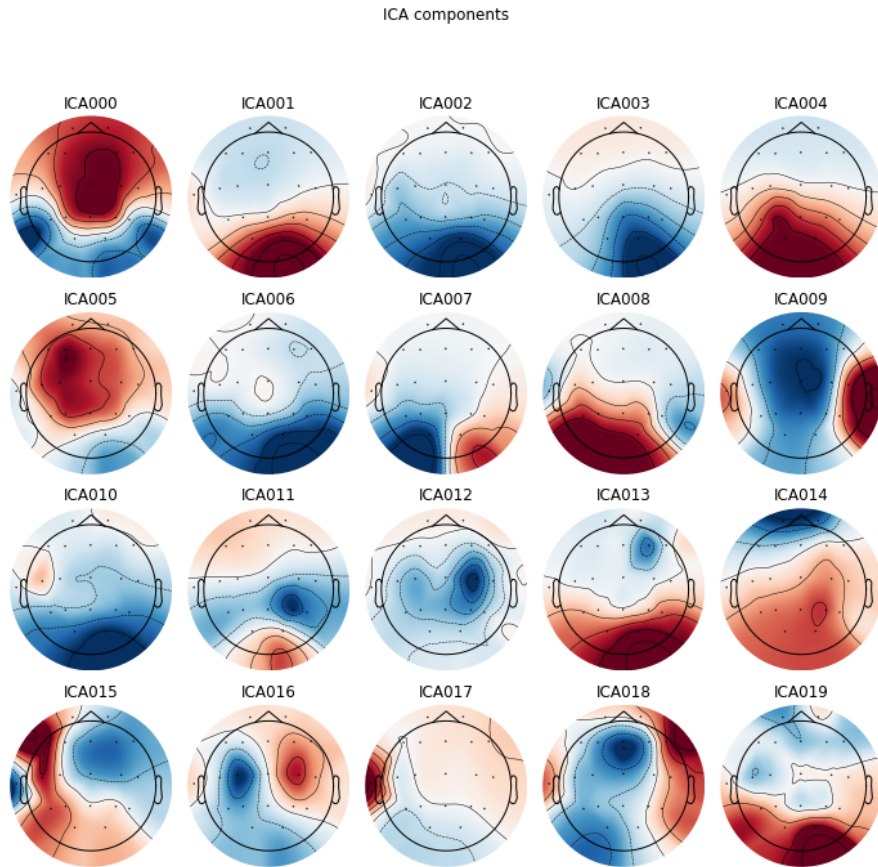 ICA components
ICA000 ICA001 ICA002 ICA003 ICA004
ICA005 ICA006 ICA007 ICA008 ICA009
ICA010 ICA011 ICA012 ICA013 ICA014
ICA015 ICA016 ICA017 ICA018 ICA019